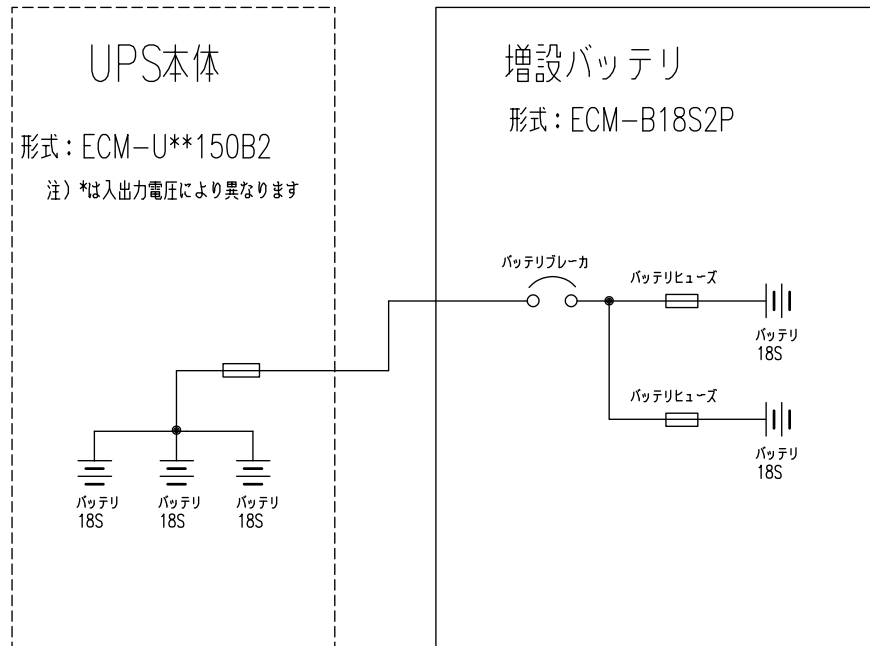 UPS本体
形式：ECM-U**150B2
注）*は入出力電圧により異なります
バッテリ
18S
バッテリ
18S
バッテリ
18S
増設バッテリ
形式：ECM-B18S2P
バッテリブレーカ
バッテリヒューズ
バッテリ
18S
バッテリヒューズ
バッテリ
18S